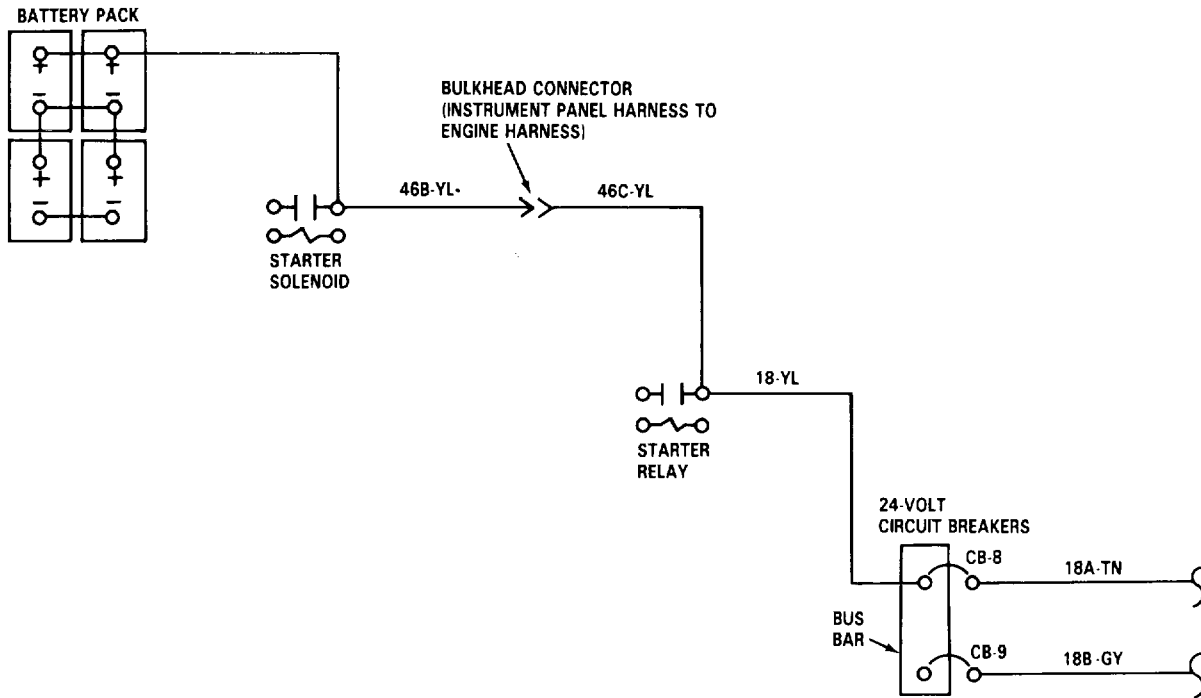 BATTERY PACK
+
+
–
–
+
+
–
–
BULKHEAD CONNECTOR
(INSTRUMENT PANEL HARNESS TO
ENGINE HARNESS)
46B-YL
46C-YL
STARTER
SOLENOID
18-YL
STARTER
RELAY
24-VOLT
CIRCUIT BREAKERS
CB-8
18A-TN
BUS
BAR
CB-9
18B-GY